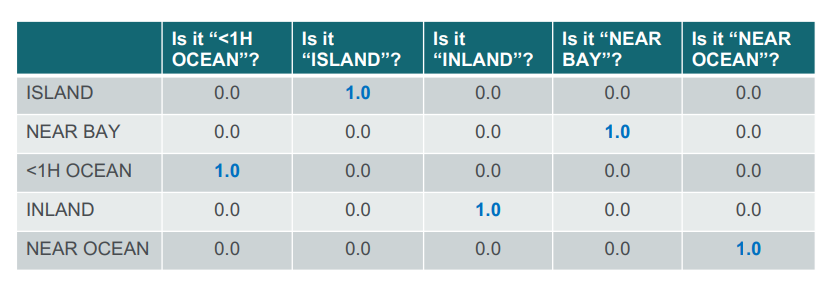 Is it “<1H OCEAN”? Is it “ISLAND”? Is it “INLAND”? Is it “NEAR BAY”? Is it “NEAR OCEAN”?
ISLAND 0.0 1.0 0.0 0.0 0.0
NEAR BAY 0.0 0.0 0.0 1.0 0.0
<1H OCEAN 1.0 0.0 0.0 0.0 0.0
INLAND 0.0 0.0 1.0 0.0 0.0
NEAR OCEAN 0.0 0.0 0.0 0.0 1.0